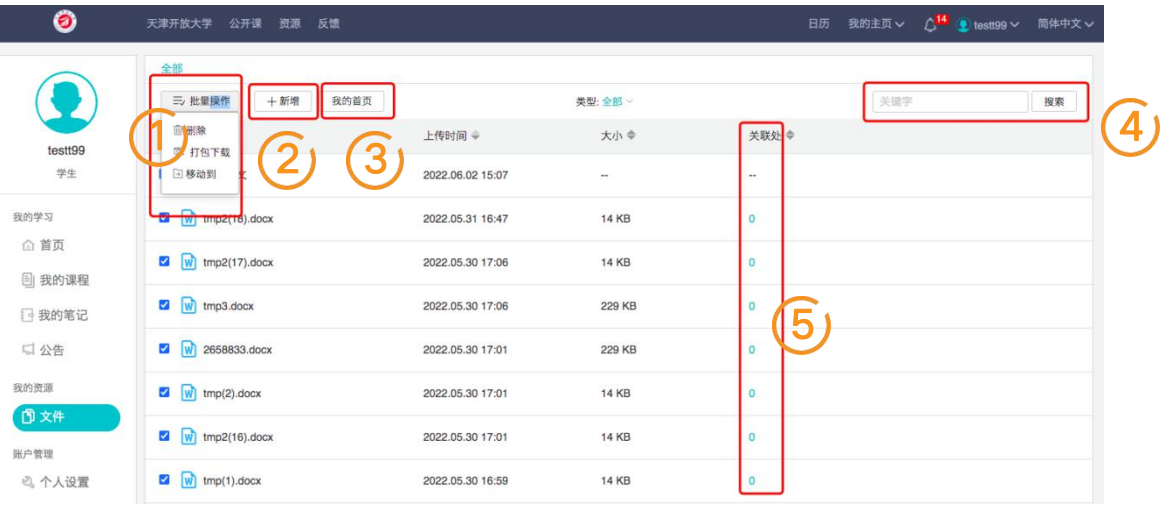 天津开放大学 公开课 资源 反馈 日历 我的主页 14 testt99 简体中文
全部
批量操作 +新增 我的首页 类型: 全部 关键字 搜索
④
删除
打包下载
移动到
① ② ③
上传时间 大小 关联处
testt99
学生
2022.06.02 15:07 -- --
我的学习
首页
我的课程
我的笔记
公告
我的资源
文件
账户管理
个人设置
tmp2(18).docx 2022.05.31 16:47 14 KB 0
tmp2(17).docx 2022.05.30 17:06 14 KB 0
tmp3.docx 2022.05.30 17:06 229 KB 0
⑤
2658833.docx 2022.05.30 17:01 229 KB 0
tmp(2).docx 2022.05.30 17:01 14 KB 0
tmp2(16).docx 2022.05.30 17:01 14 KB 0
tmp(1).docx 2022.05.30 16:59 14 KB 0